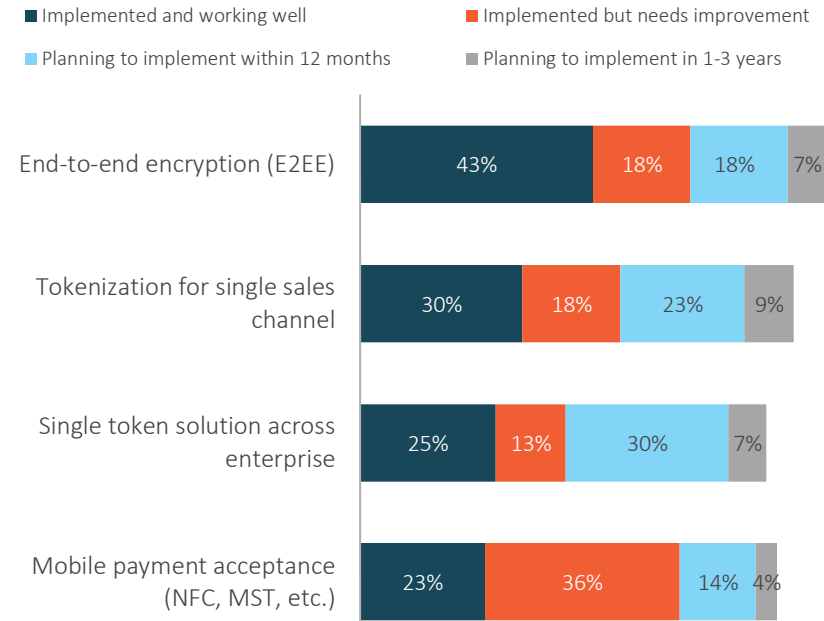 Implemented and working well
Implemented but needs improvement
Planning to implement within 12 months
Planning to implement in 1-3 years
End-to-end encryption (E2EE)
43%
18%
18%
7%
Tokenization for single sales
channel
30%
18%
23%
9%
Single token solution across
enterprise
25%
13%
30%
7%
Mobile payment acceptance
(NFC, MST, etc.)
23%
36%
14%
4%